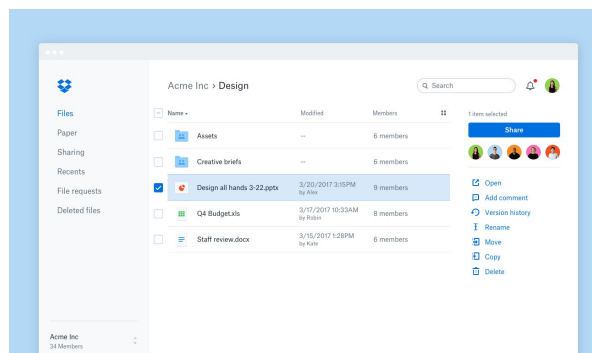 Acme Inc > Design
Search
Files
Paper
Sharing
Recents
File requests
Deleted files
Name
Modified
Members
Assets
--
6 members
Creative briefs
--
6 members
Design all hands 3-22.pptx
3/20/2017 3:15PM
by Alex
9 members
Q4 Budget.xls
3/17/2017 10:33AM
by Robin
8 members
Staff review.docx
3/15/2017 1:28PM
by Kate
6 members
1 item selected
Share
Open
Add comment
Version history
Rename
Move
Copy
Delete
Acme Inc
34 Members